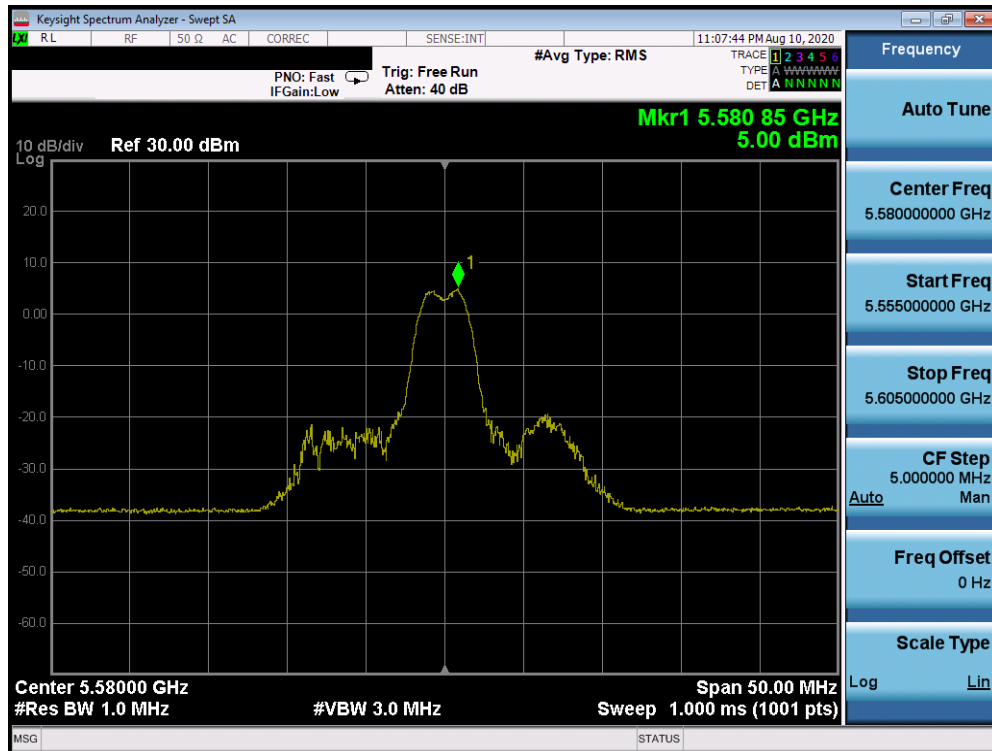 Keysight Spectrum Analyzer - Swept SA
LXI RL RF 50 Ω AC CORREC SENSE:INT 11:07:44 PM Aug 10, 2020
#Avg Type: RMS TRACE 1 2 3 4 5 6
PNO: Fast Trig: Free Run TYPE A WWWWW
IFGain:Low Atten: 40 dB DET A N N N N N
Mkr1 5.580 85 GHz
5.00 dBm
10 dB/div Ref 30.00 dBm
Log
20.0
10.0
1
0.00
-10.0
-20.0
-30.0
-40.0
-50.0
-60.0
Center 5.58000 GHz Span 50.00 MHz
#Res BW 1.0 MHz #VBW 3.0 MHz Sweep 1.000 ms (1001 pts)
MSG STATUS
Frequency
Auto Tune
Center Freq
5.580000000 GHz
Start Freq
5.555000000 GHz
Stop Freq
5.605000000 GHz
CF Step
5.000000 MHz
Auto Man
Freq Offset
0 Hz
Scale Type
Log Lin